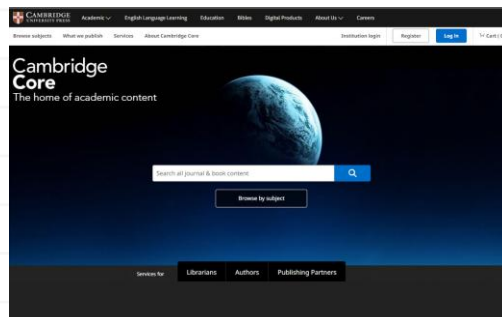 CAMBRIDGE
UNIVERSITY PRESS
Academic English Language Learning Education Bibles Digital Products About Us Careers
Browse subjects What we publish Services About Cambridge Core Institution login Register Log in Cart (
Cambridge
Core
The home of academic content
Search all journal & book content
Browse by subject
Services for Librarians Authors Publishing Partners